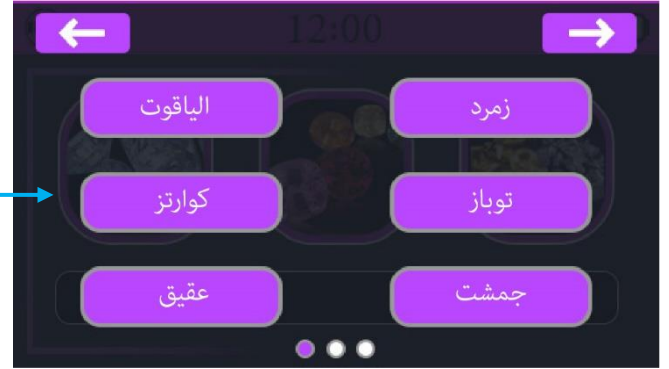 12:00
زمرد
الياقوت
توباز
كوارتز
جمشت
عقيق